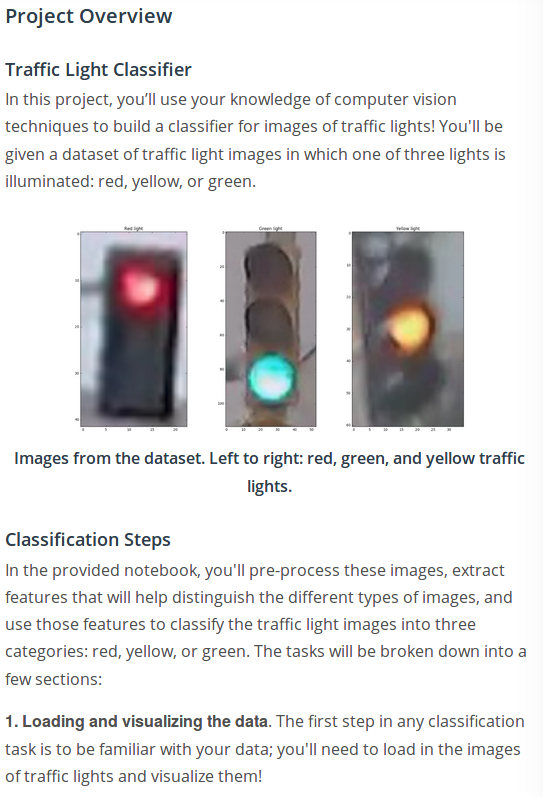 Project Overview
Traffic Light Classifier
In this project, you’ll use your knowledge of computer vision
techniques to build a classifier for images of traffic lights! You'll be
given a dataset of traffic light images in which one of three lights is
illuminated: red, yellow, or green.
Red light
Green light
Yellow light
Images from the dataset. Left to right: red, green, and yellow traffic
lights.
Classification Steps
In the provided notebook, you'll pre-process these images, extract
features that will help distinguish the different types of images, and
use those features to classify the traffic light images into three
categories: red, yellow, or green. The tasks will be broken down into a
few sections:
1. Loading and visualizing the data. The first step in any classification
task is to be familiar with your data; you'll need to load in the images
of traffic lights and visualize them!